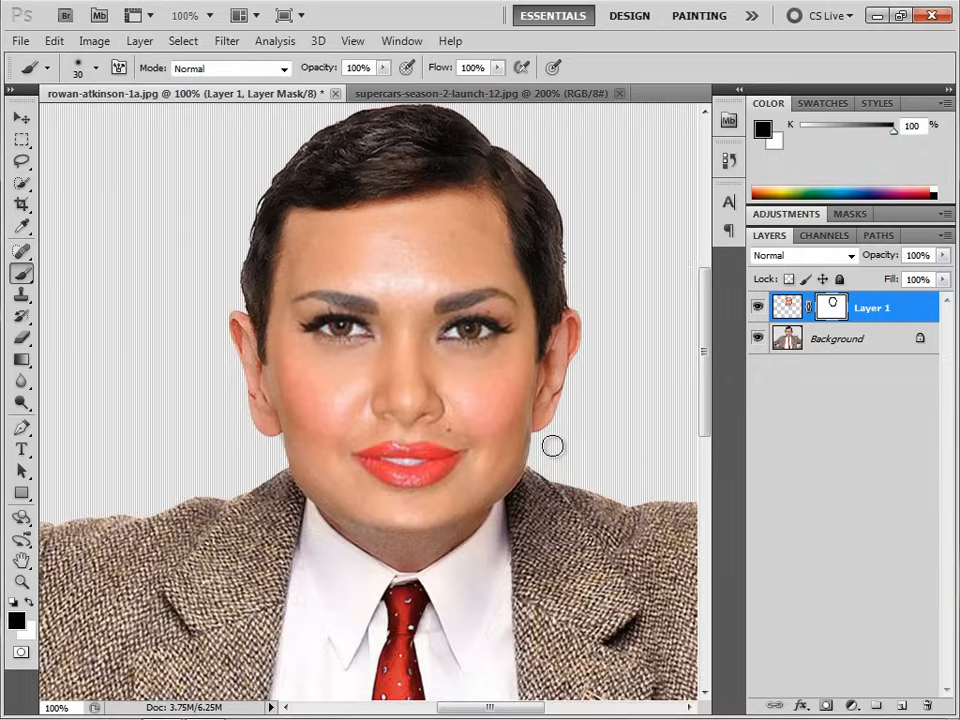 Ps Br Mb 100% ESSENTIALS DESIGN PAINTING CS Live
File Edit Image Layer Select Filter Analysis 3D View Window Help
30 Mode: Normal Opacity: 100% Flow: 100%
rowan-atkinson-1a.jpg @ 100% (Layer 1, Layer Mask/8) * supercars-season-2-launch-12.jpg @ 200% (RGB/8#)
COLOR SWATCHES STYLES
Mb K 100 %
A
ADJUSTMENTS MASKS
LAYERS CHANNELS PATHS
Normal Opacity: 100%
Lock: Fill: 100%
Layer 1
Background
T
100% Doc: 3.75M/6.25M
fx